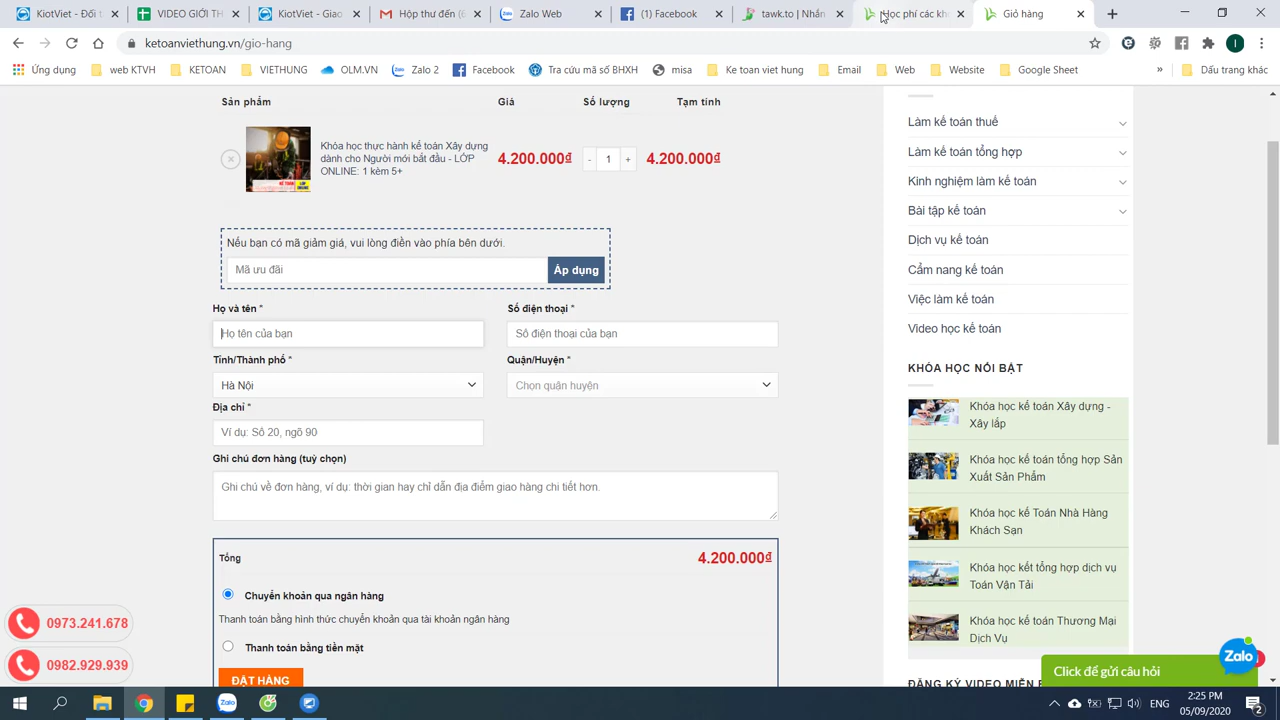 KiotViet - Đối t
VIDEO GIỚI TH
KiotViet - Giao
Hộp thư đến (6
Zalo Web
(1) Facebook
tawk.to | Nhắn
Học phí các kh
Giỏ hàng
ketoanviethung.vn/gio-hang
Ứng dụng
web KTVH
KETOAN
VIETHUNG
OLM.VN
Zalo 2
Facebook
Tra cứu mã số BHXH
misa
Ke toan viet hung
Email
Web
Website
Google Sheet
»
Dấu trang khác
Sản phẩm Giá Số lượng Tạm tính
Khóa học thực hành kế toán Xây dựng
dành cho Người mới bắt đầu - LỚP
ONLINE: 1 kèm 5+
4.200.000₫
- 1 +
4.200.000₫
Nếu bạn có mã giảm giá, vui lòng điền vào phía bên dưới.
Mã ưu đãi
Áp dụng
Họ và tên * Số điện thoại *
Họ tên của bạn Số điện thoại của bạn
Tỉnh/Thành phố * Quận/Huyện *
Hà Nội Chọn quận huyện
Địa chỉ *
Ví dụ: Số 20, ngõ 90
Ghi chú đơn hàng (tuỳ chọn)
Ghi chú về đơn hàng, ví dụ: thời gian hay chỉ dẫn địa điểm giao hàng chi tiết hơn.
Tổng 4.200.000₫
Chuyển khoản qua ngân hàng
Thanh toán bằng hình thức chuyển khoản qua tài khoản ngân hàng
Thanh toán bằng tiền mặt
ĐẶT HÀNG
0973.241.678
0982.929.939
Làm kế toán thuế
Làm kế toán tổng hợp
Kinh nghiệm làm kế toán
Bài tập kế toán
Dịch vụ kế toán
Cẩm nang kế toán
Việc làm kế toán
Video học kế toán
KHÓA HỌC NỔI BẬT
Khóa học kế toán Xây dựng -
Xây lắp
Khóa học kế toán tổng hợp Sản
Xuất Sản Phẩm
Khóa học kế Toán Nhà Hàng
Khách Sạn
Khóa học kết tổng hợp dịch vụ
Toán Vận Tải
Khóa học kế toán Thương Mại
Dịch Vụ
Click để gửi câu hỏi
Zalo
ENG
2:25 PM
05/09/2020
2